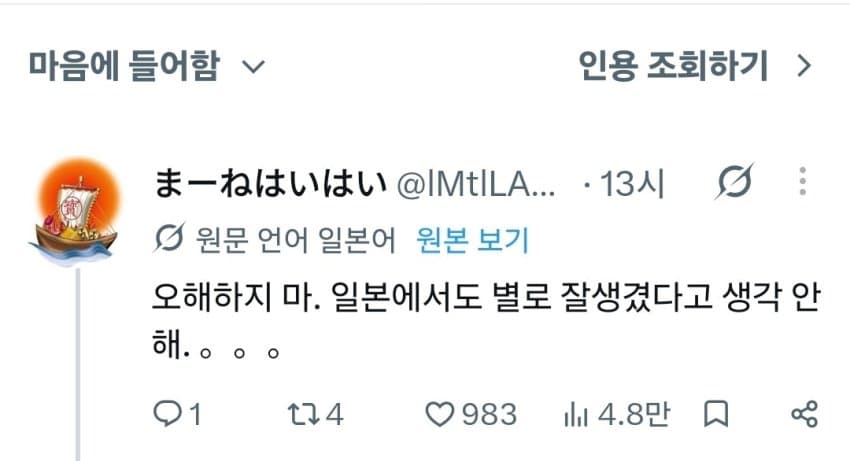 마음에 들어함
인용 조회하기
まーねはいはい @lMtlLA... · 13시
원문 언어 일본어 원본 보기
오해하지 마. 일본에서도 별로 잘생겼다고 생각 안
해. 。 。 。
1 4 983 4.8만